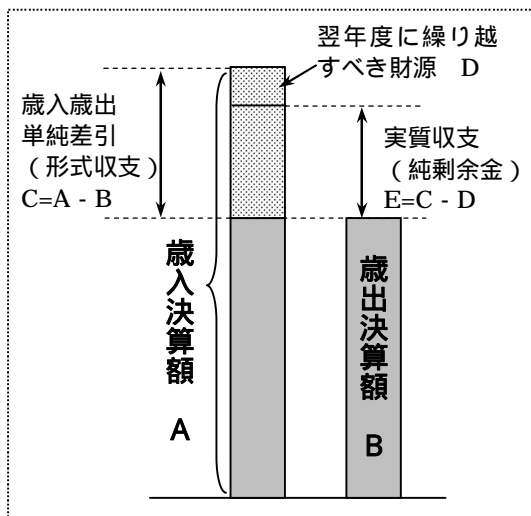 翌年度に繰り越
すべき財源 D
歳入歳出
単純差引
（形式収支）
C=A - B
実質収支
（純剰余金）
E=C - D
歳入決算額 A
歳出決算額 B